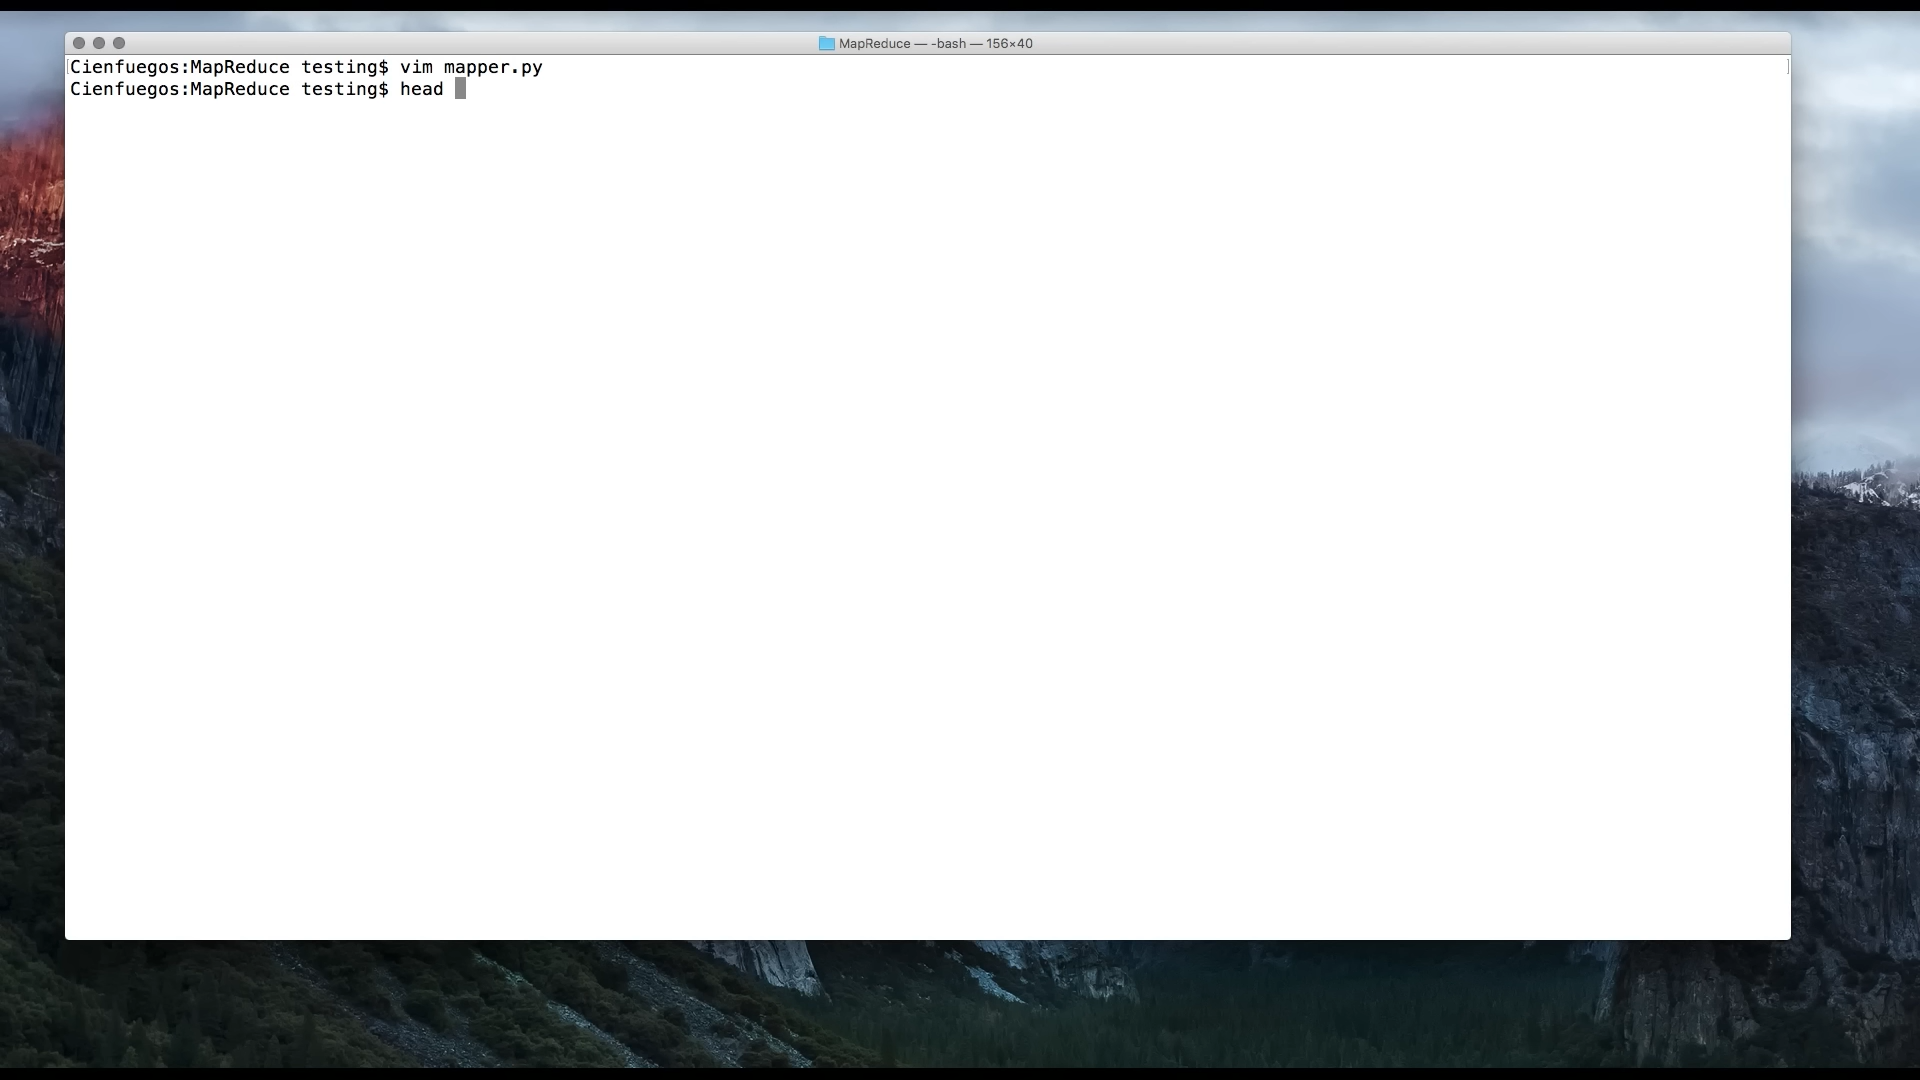 MapReduce — -bash — 156×40
[Cienfuegos:MapReduce testing$ vim mapper.py ]
Cienfuegos:MapReduce testing$ head